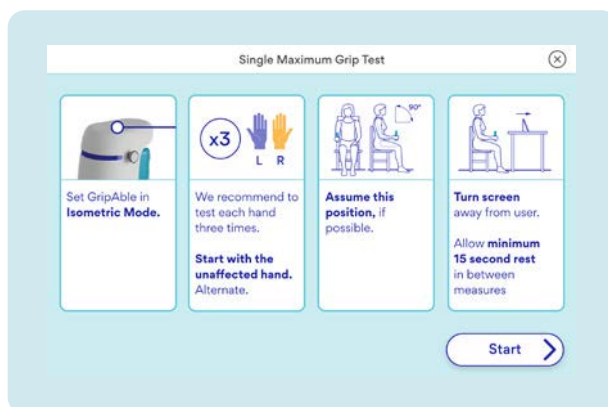 Single Maximum Grip Test
x3
L R
90°
Set GripAble in
Isometric Mode.
We recommend to
test each hand
three times.
Start with the
unaffected hand.
Alternate.
Assume this
position, if
possible.
Turn screen
away from user.
Allow minimum
15 second rest
in between
measures
Start